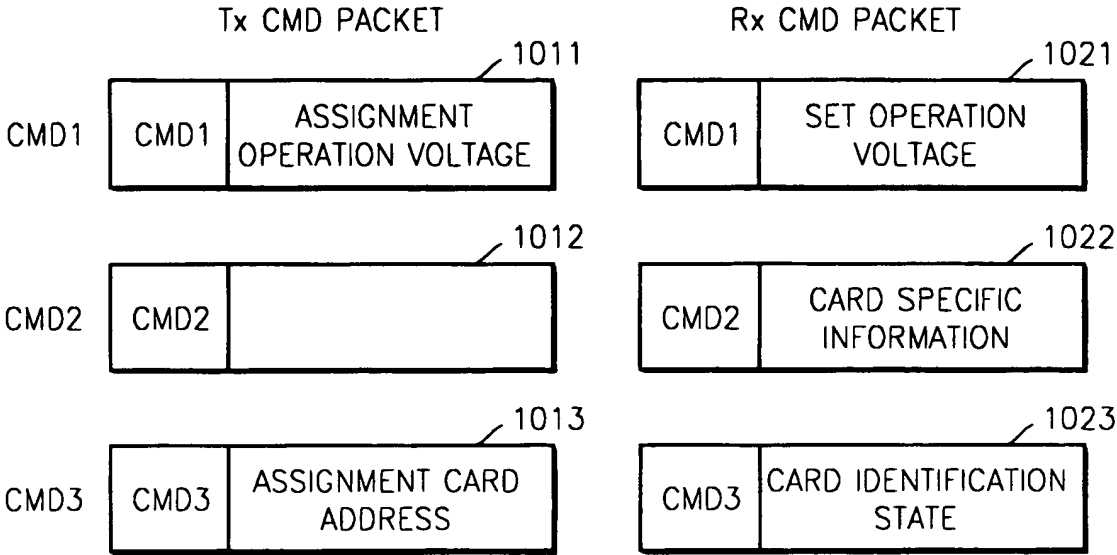 Tx CMD PACKET
Rx CMD PACKET
1011
1021
CMD1
CMD1
ASSIGNMENT
OPERATION VOLTAGE
CMD1
SET OPERATION
VOLTAGE
1012
1022
CMD2
CMD2
CMD2
CARD SPECIFIC
INFORMATION
1013
1023
CMD3
CMD3
ASSIGNMENT CARD
ADDRESS
CMD3
CARD IDENTIFICATION
STATE